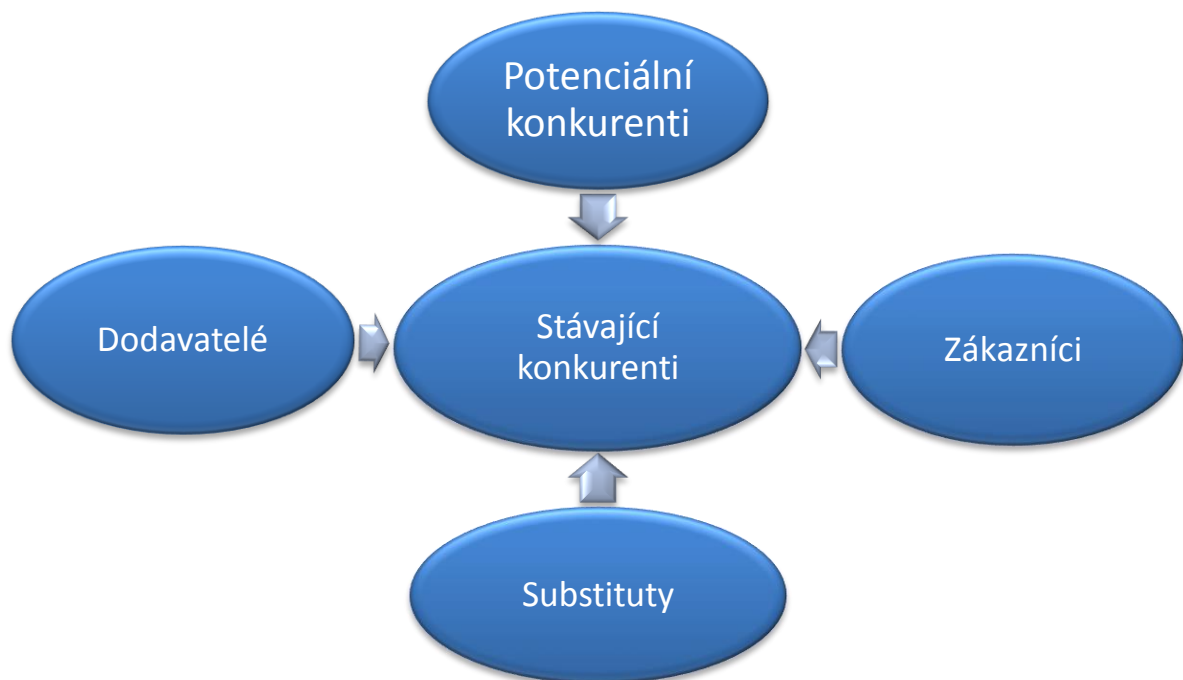 Potenciální
konkurenti
Dodavatelé
Stávající
konkurenti
Zákazníci
Substituty